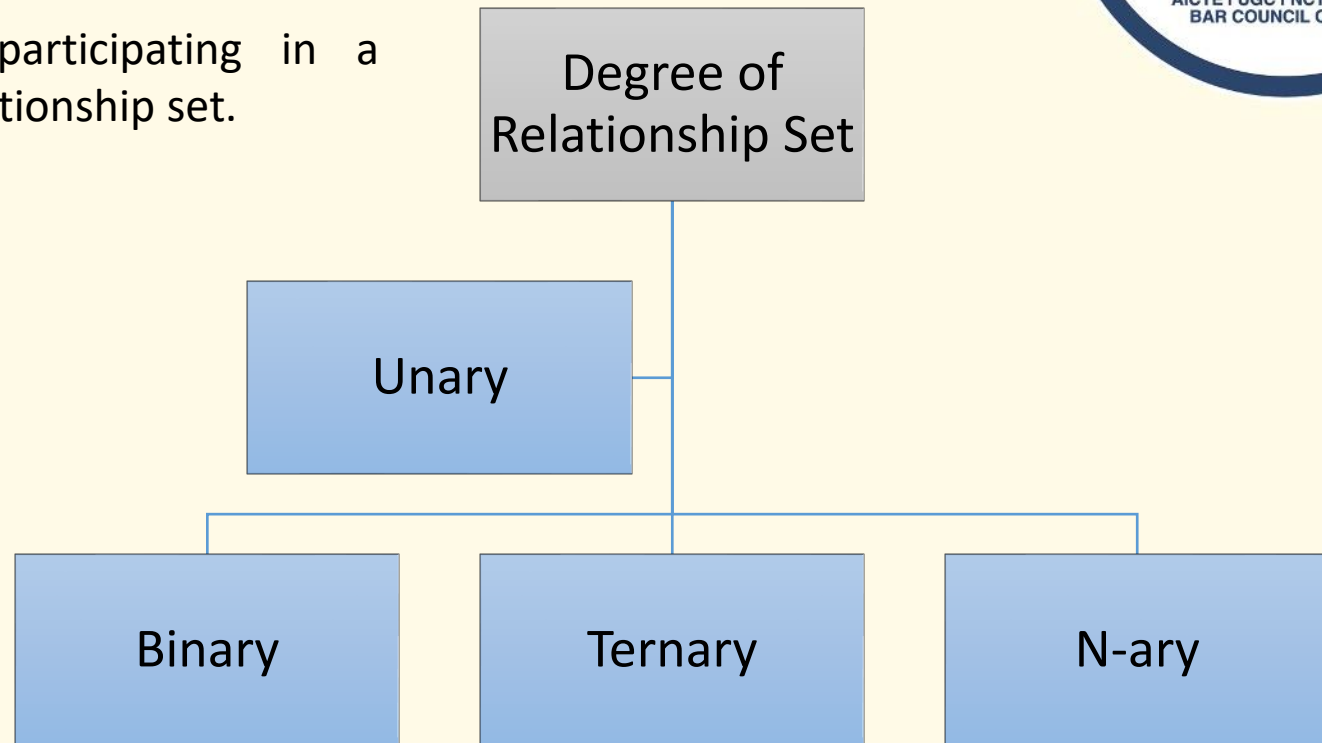 participating in a
tionship set.
BAR COUNCIL
Degree of
Relationship Set
Unary
Binary
Ternary
N-ary